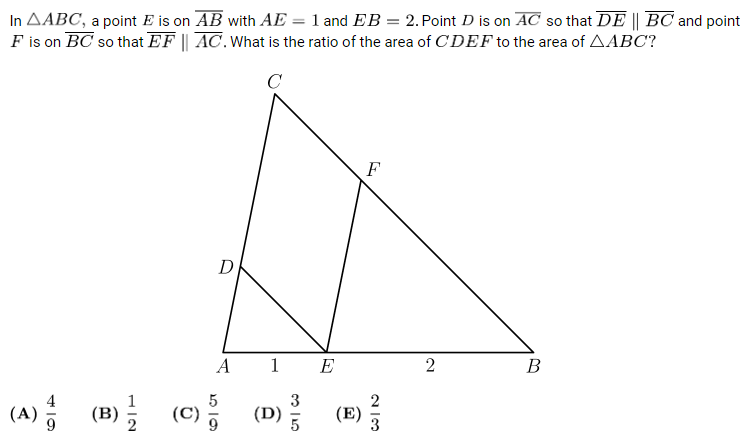 In △ABC, a point E is on AB with AE = 1 and EB = 2. Point D is on AC so that DE ∥ BC and point
F is on BC so that EF ∥ AC. What is the ratio of the area of CDEF to the area of △ABC?
C
F
D
A 1 E 2 B
(A) 4/9 (B) 1/2 (C) 5/9 (D) 3/5 (E) 2/3